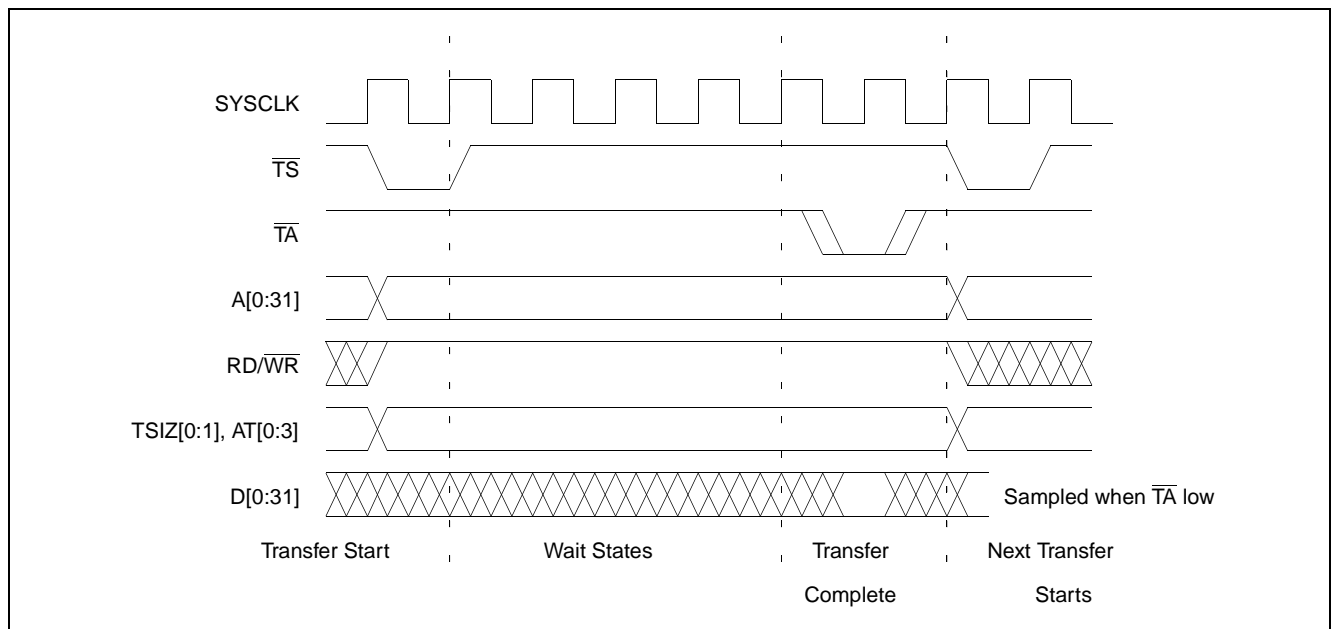 SYSCLK
TS
TA
A[0:31]
RD/WR
TSIZ[0:1], AT[0:3]
D[0:31]
Sampled when TA low
Transfer Start
Wait States
Transfer
Complete
Next Transfer
Starts